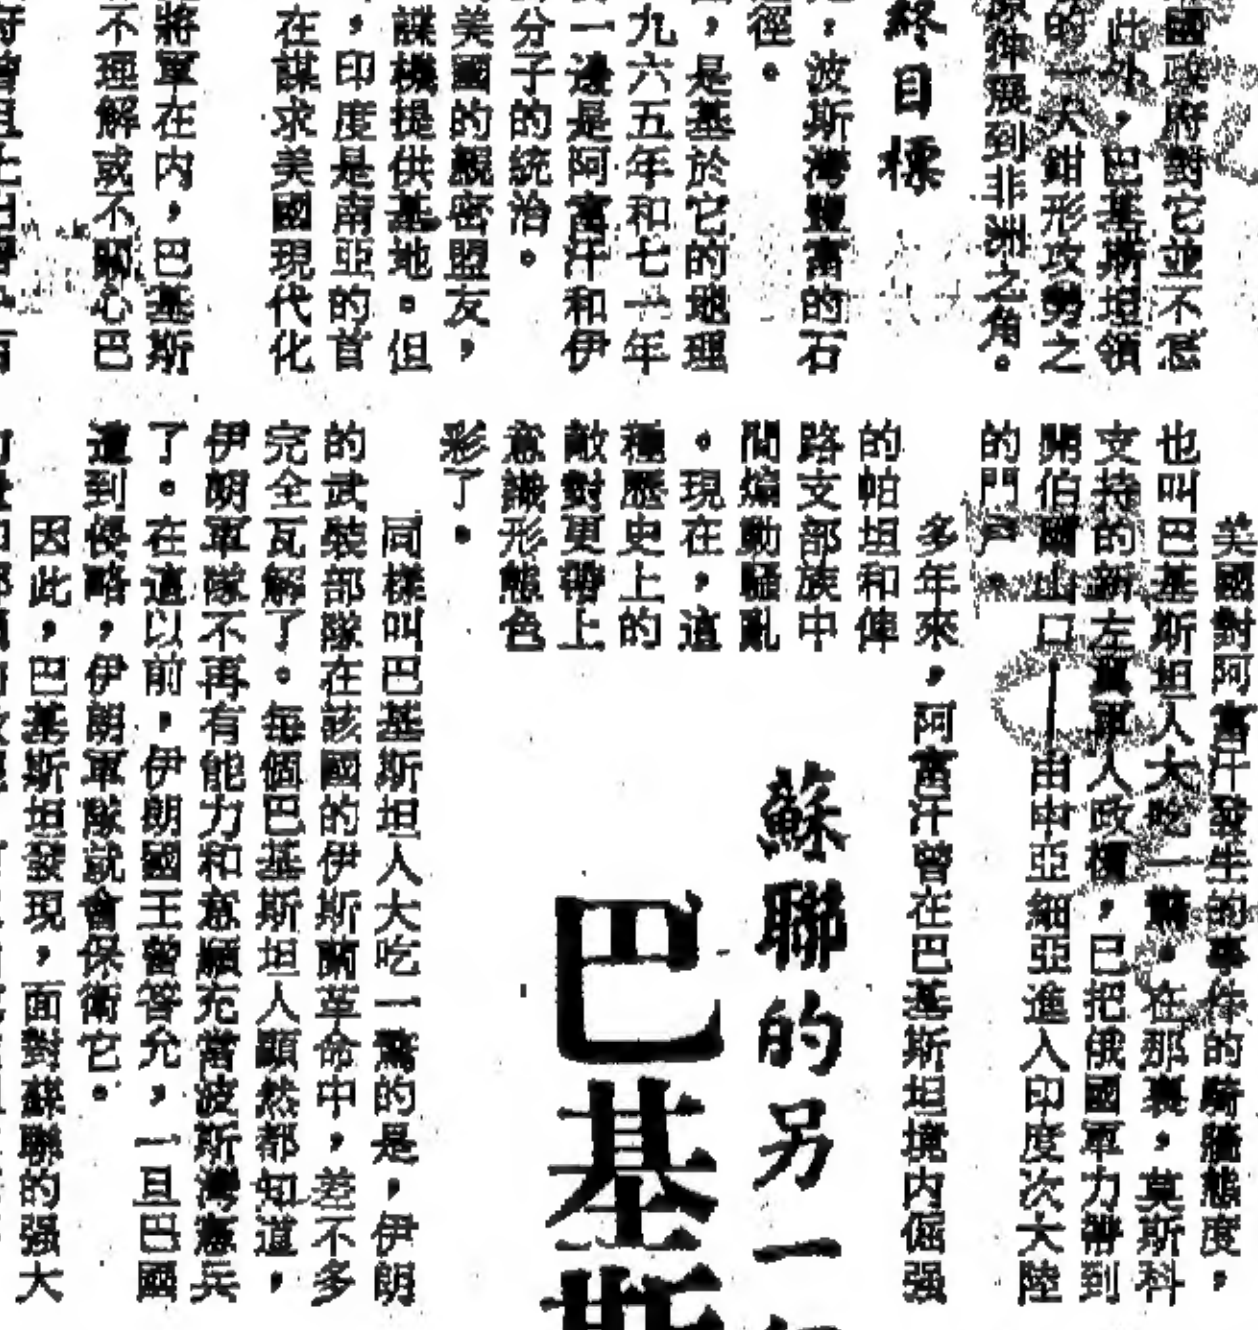 國政府對它並不怎
此外，巴基斯坦領
的一大鉗形攻勢之
伸展到非洲之角。
終目標
，波斯灣豐富的石
徑。
，是基於它的地理
九六五年和七一年
一邊是阿富汗和伊
分子的統治。
美國的親密盟友，
謀機提供基地。但
，印度是南亞的首
在謀求美國現代化
將軍在內，巴基斯
不理解或不關心巴
美國對阿富汗發生的事件的騎牆態度，
也叫巴基斯坦人大吃一驚。在那裏，莫斯科
支持的新左翼軍人政權，已把俄國軍力帶到
開伯爾山口—由中亞細亞進入印度次大陸
的門戶。
多年來，阿富汗曾在巴基斯坦境內倔强
的帕坦和俾
路支部族中
間煽動騷亂
。現在，這
種歷史上的
敵對更帶上
意識形態色
彩了。
蘇聯的另一
巴基斯
同樣叫巴基斯坦人大吃一驚的是，伊朗
的武裝部隊在該國的伊斯蘭革命中，差不多
完全瓦解了。每個巴基斯坦人顯然都知道，
伊朗軍隊不再有能力和意願充當波斯灣憲兵
了。在這以前，伊朗國王曾答允，一旦巴國
遭到侵略，伊朗軍隊就會保衛它。
因此，巴基斯坦發現，面對蘇聯的强大